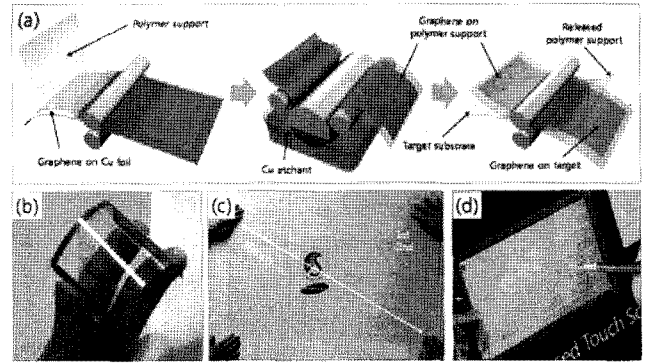 (a)
Polymer support
Graphene on Cu foil
Cu etchant
Graphene on
polymer support
Target substrate
Released
polymer support
Graphene on target
(b)
(c)
(d)
Touch